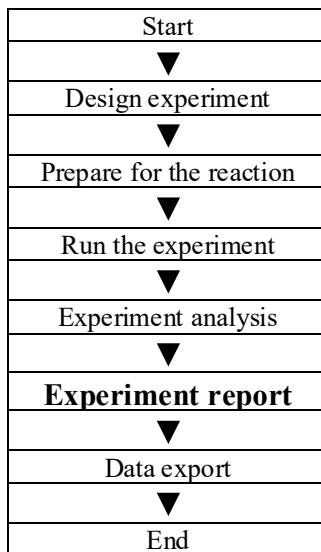 Start
▼
Design experiment
▼
Prepare for the reaction
▼
Run the experiment
▼
Experiment analysis
▼
Experiment report
▼
Data export
▼
End